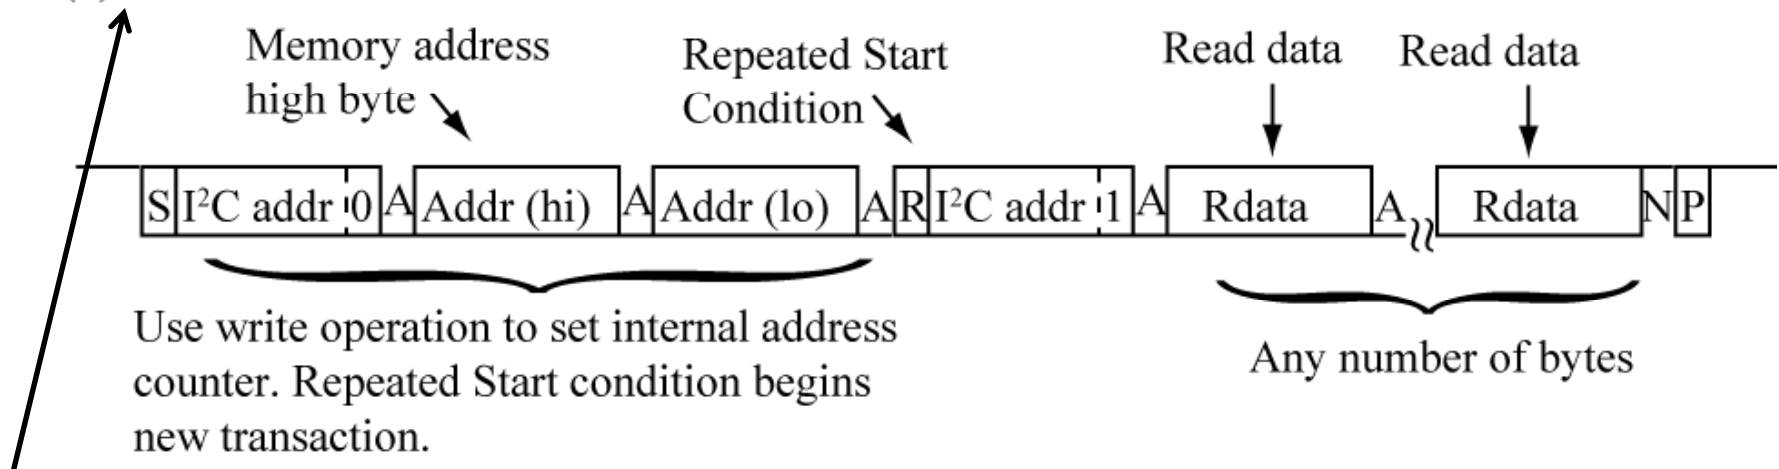 Memory address
high byte
Repeated Start
Condition
Read data
Read data
S I²C addr 0 A Addr (hi) A Addr (lo) A R I²C addr 1 A Rdata A Rdata N P
Use write operation to set internal address
counter. Repeated Start condition begins
new transaction.
Any number of bytes